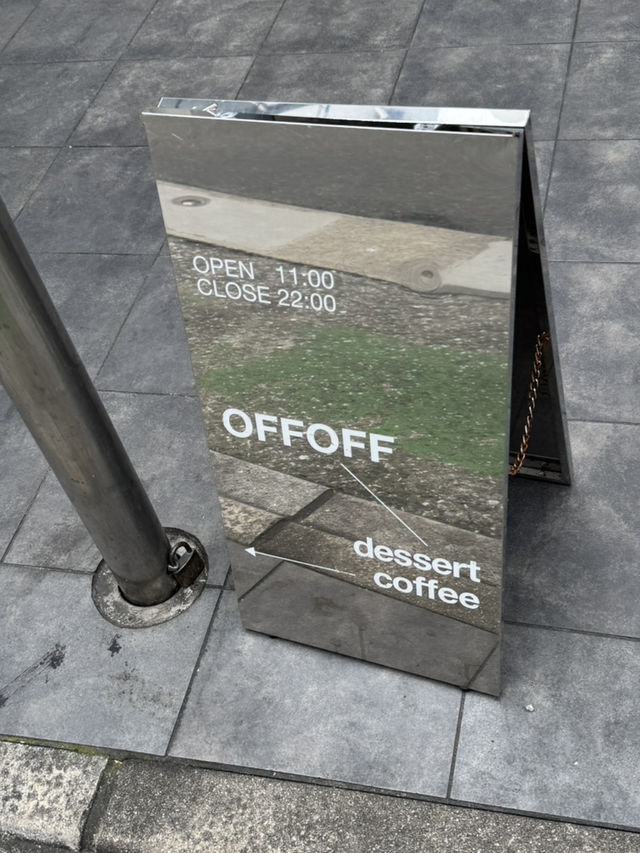 OPEN 11:00
CLOSE 22:00
OFFOFF
dessert
coffee